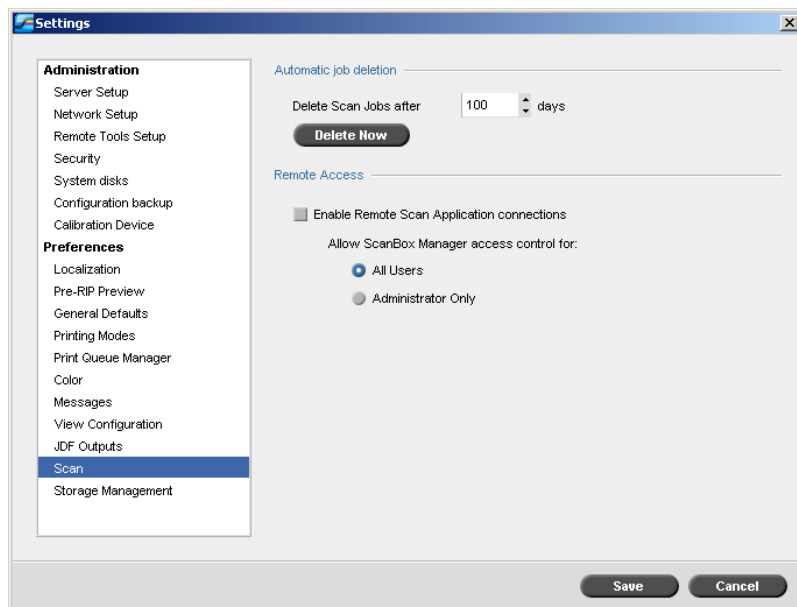 Settings
Administration
Server Setup
Network Setup
Remote Tools Setup
Security
System disks
Configuration backup
Calibration Device
Preferences
Localization
Pre-RIP Preview
General Defaults
Printing Modes
Print Queue Manager
Color
Messages
View Configuration
JDF Outputs
Scan
Storage Management
Automatic job deletion
Delete Scan Jobs after 100 days
Delete Now
Remote Access
Enable Remote Scan Application connections
Allow ScanBox Manager access control for:
All Users
Administrator Only
Save Cancel